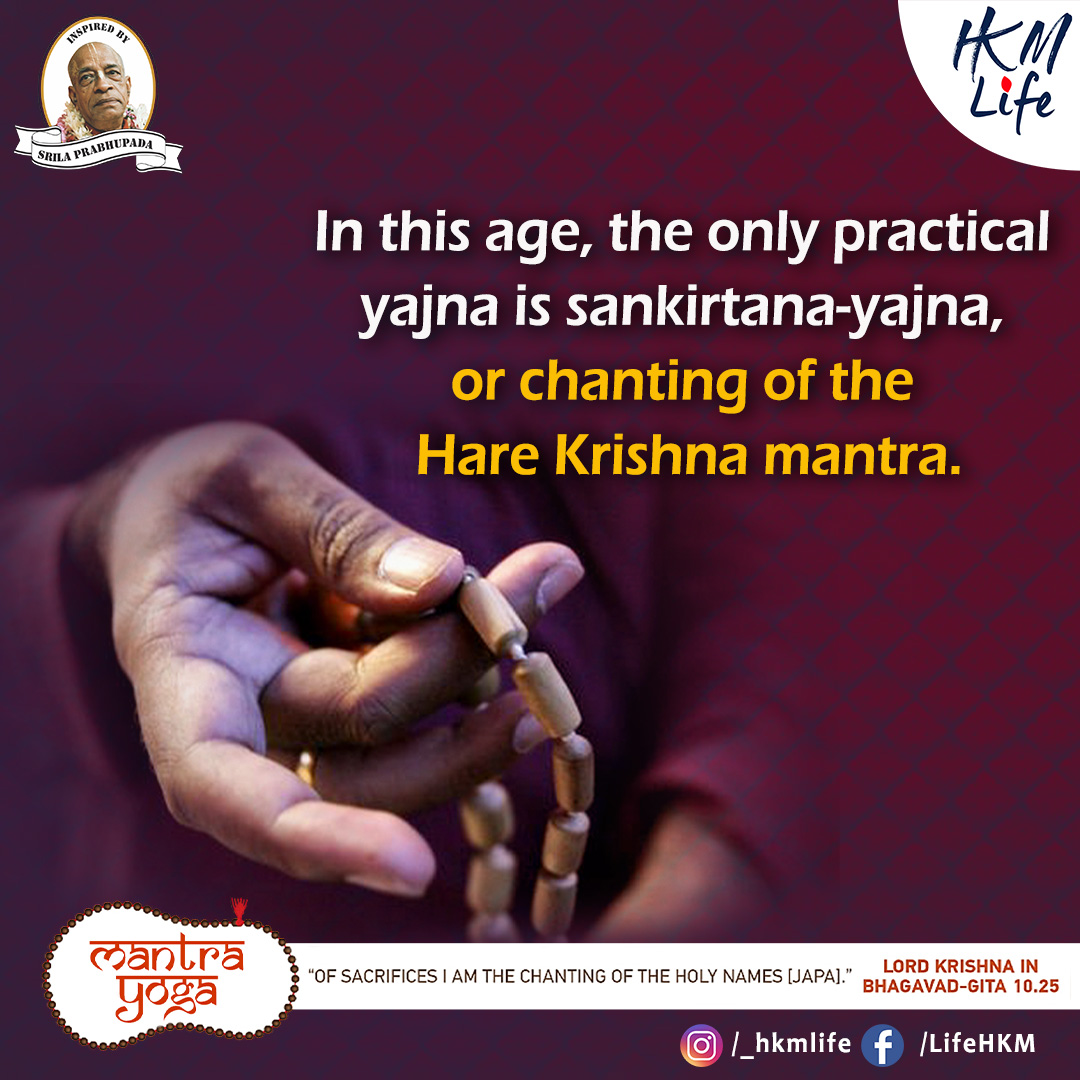 INSPIRED BY
SRILA PRABHUPADA
HKM
Life
In this age, the only practical
yajna is sankirtana-yajna,
or chanting of the
Hare Krishna mantra.
mantra
yoga
“OF SACRIFICES I AM THE CHANTING OF THE HOLY NAMES [JAPA].”
LORD KRISHNA IN
BHAGAVAD-GITA 10.25
/_hkmlife
/LifeHKM